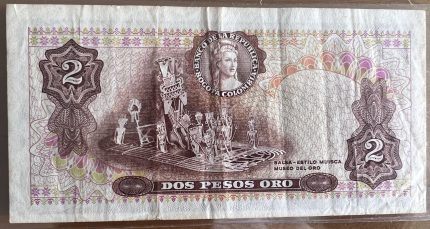 BANCO DE LA REPUBLICA
BOGOTA COLOMBIA
2
2
BALSA-ESTILO MUISCA
MUSEO DEL ORO
DOS PESOS ORO